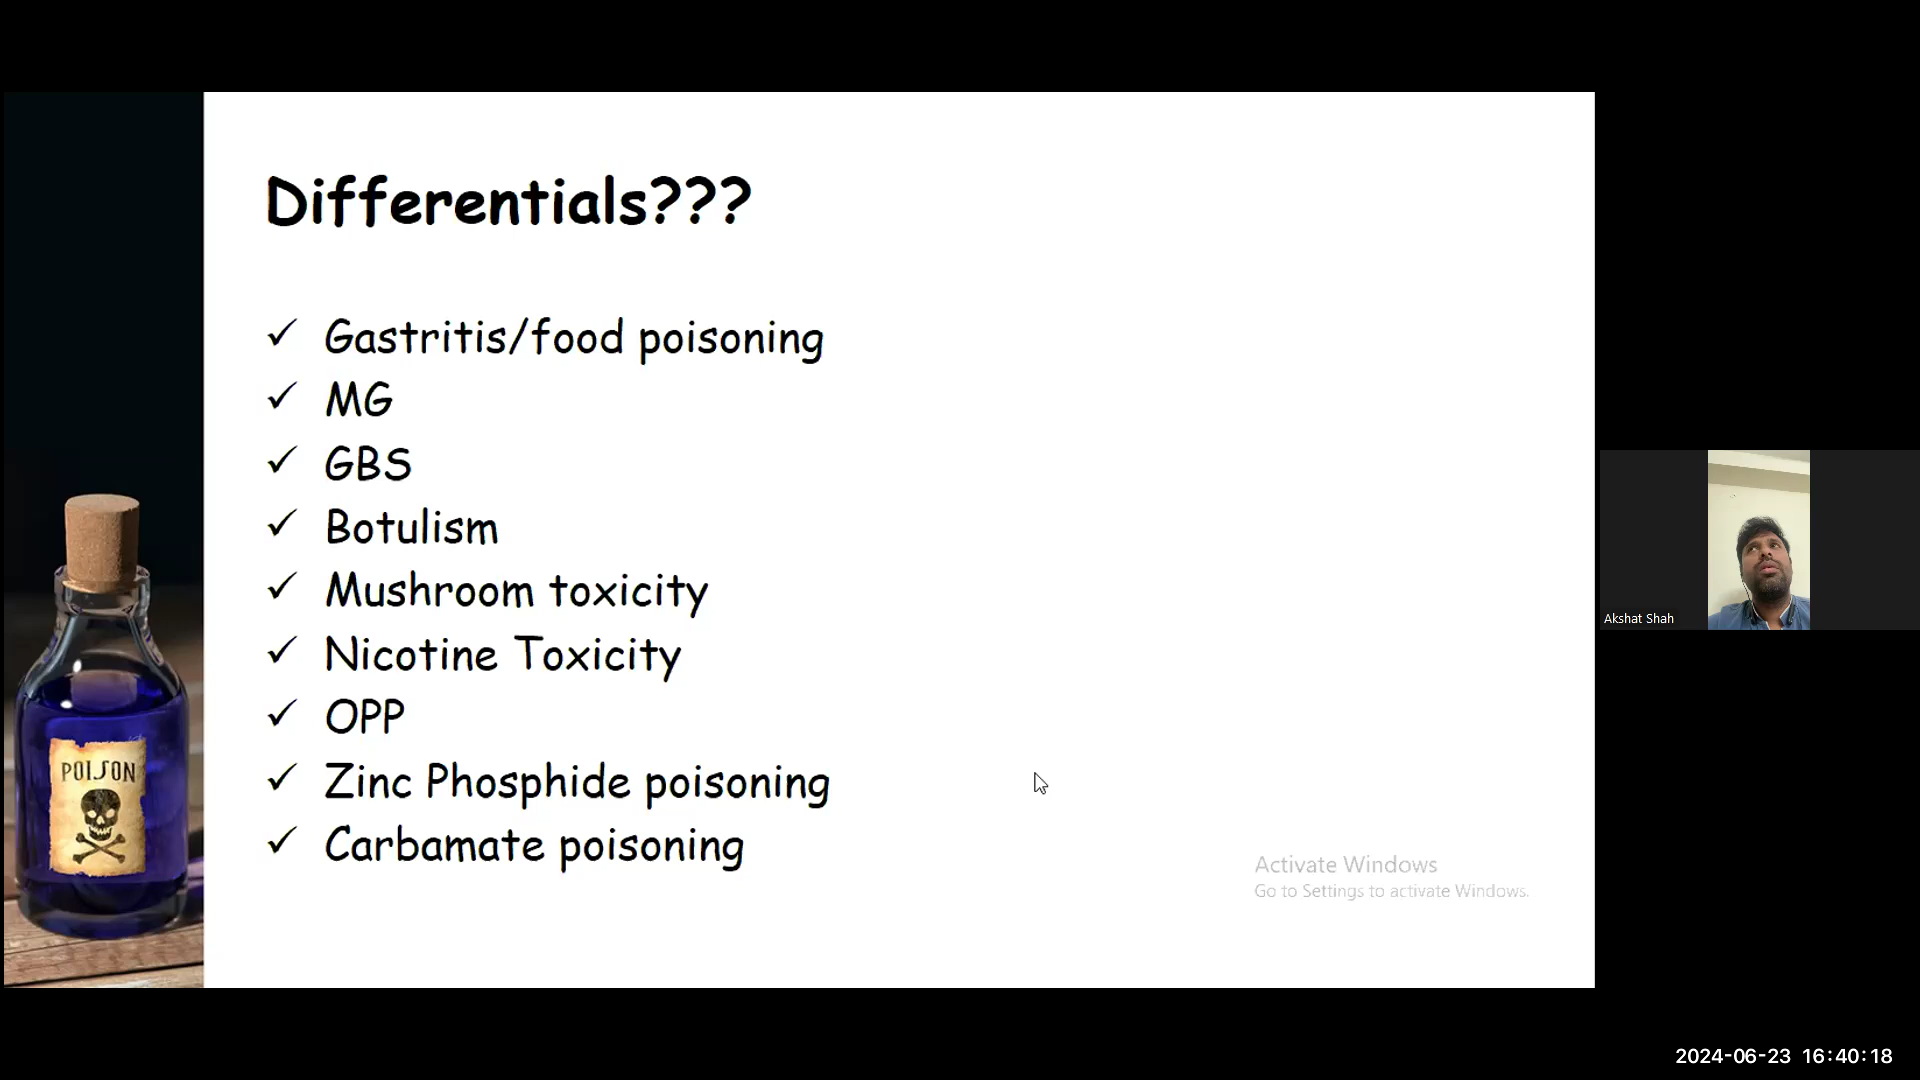 Differentials???
✓ Gastritis/food poisoning
✓ MG
✓ GBS
✓ Botulism
✓ Mushroom toxicity
✓ Nicotine Toxicity
✓ OPP
✓ Zinc Phosphide poisoning
✓ Carbamate poisoning
POISON
Activate Windows
Go to Settings to activate Windows.
Akshat Shah
2024-06-23 16:40:18